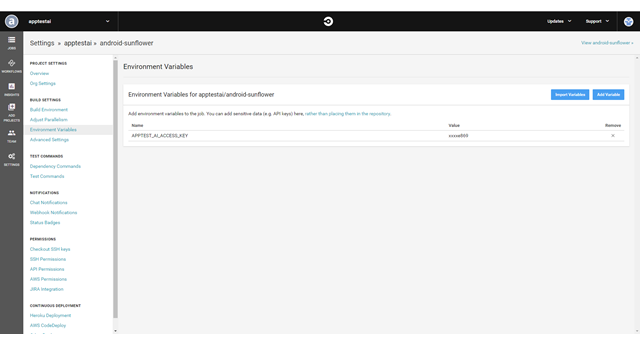 a apptestai
Updates
Support
Settings » apptestai » android-sunflower
View android-sunflower »
JOBS
WORKFLOWS
INSIGHTS
ADD PROJECTS
TEAM
SETTINGS
PROJECT SETTINGS
Overview
Org Settings
BUILD SETTINGS
Build Environment
Adjust Parallelism
Environment Variables
Advanced Settings
TEST COMMANDS
Dependency Commands
Test Commands
NOTIFICATIONS
Chat Notifications
Webhook Notifications
Status Badges
PERMISSIONS
Checkout SSH keys
SSH Permissions
API Permissions
AWS Permissions
JIRA Integration
CONTINUOUS DEPLOYMENT
Heroku Deployment
AWS CodeDeploy
Environment Variables
Environment Variables for apptestai/android-sunflower
Import Variables
Add Variable
Add environment variables to the job. You can add sensitive data (e.g. API keys) here, rather than placing them in the repository.
Name Value Remove
APPTEST_AI_ACCESS_KEY